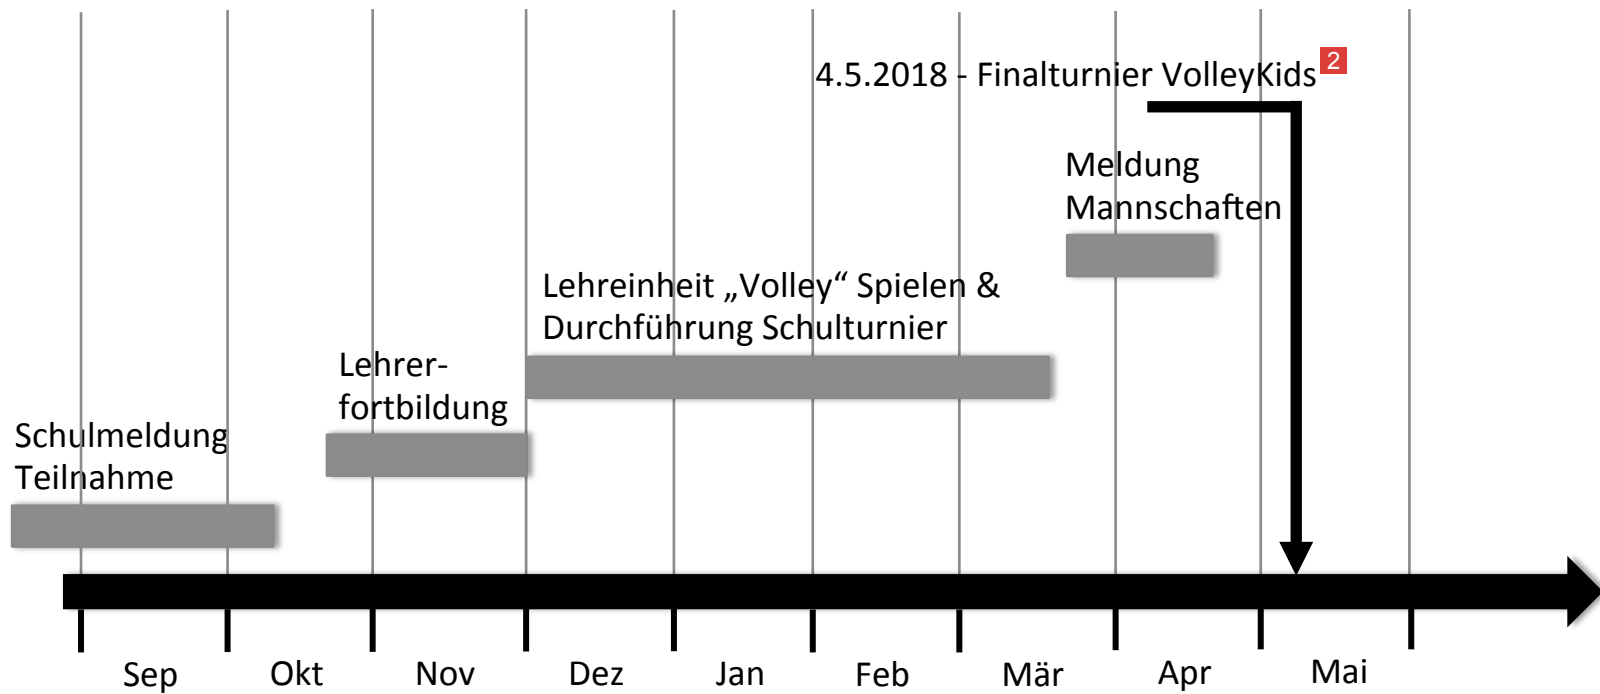 4.5.2018 - Finalturnier VolleyKids 2
Meldung
Mannschaften
Lehreinheit „Volley“ Spielen &
Durchführung Schulturnier
Lehrer-
fortbildung
Schulmeldung
Teilnahme
Sep Okt Nov Dez Jan Feb Mär Apr Mai